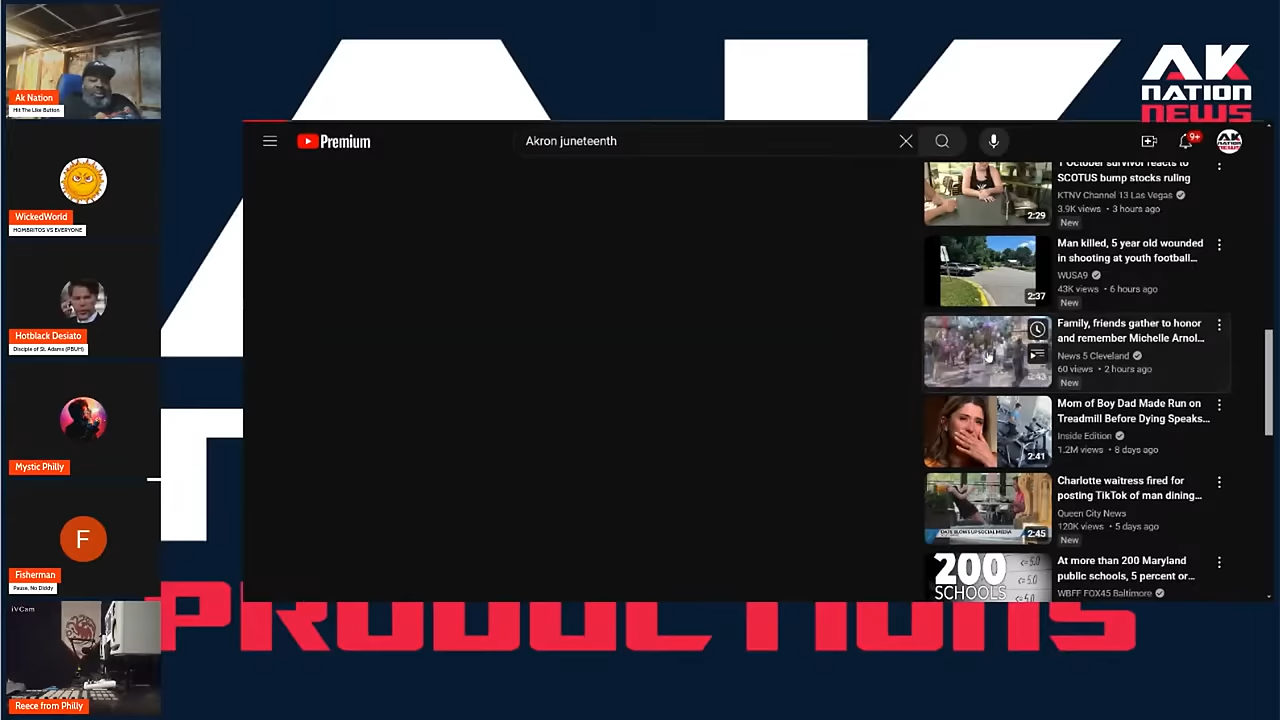 Ak Nation
Hit The Like Button
WickedWorld
HOMBRITOS VS EVERYONE
Hotblack Desiato
Disciple of St. Adams (PBUH)
Mystic Philly
F
Fisherman
Pause, No Diddy
iVCam
Reece from Philly
AK
NATION
NEWS
Premium
Akron juneteenth
9+
AK
NATION
NEWS
1 October survivor reacts to
SCOTUS bump stocks ruling
KTNV Channel 13 Las Vegas
3.9K views • 3 hours ago
New
2:29
Man killed, 5 year old wounded
in shooting at youth football...
WUSA9
43K views • 6 hours ago
New
2:37
Family, friends gather to honor
and remember Michelle Arnol...
News 5 Cleveland
60 views • 2 hours ago
New
Mom of Boy Dad Made Run on
Treadmill Before Dying Speaks...
Inside Edition
1.2M views • 8 days ago
2:41
Charlotte waitress fired for
posting TikTok of man dining...
Queen City News
120K views • 5 days ago
New
2:45
At more than 200 Maryland
public schools, 5 percent or...
WBFF FOX45 Baltimore
200
SCHOOLS
PRODUCTIONS